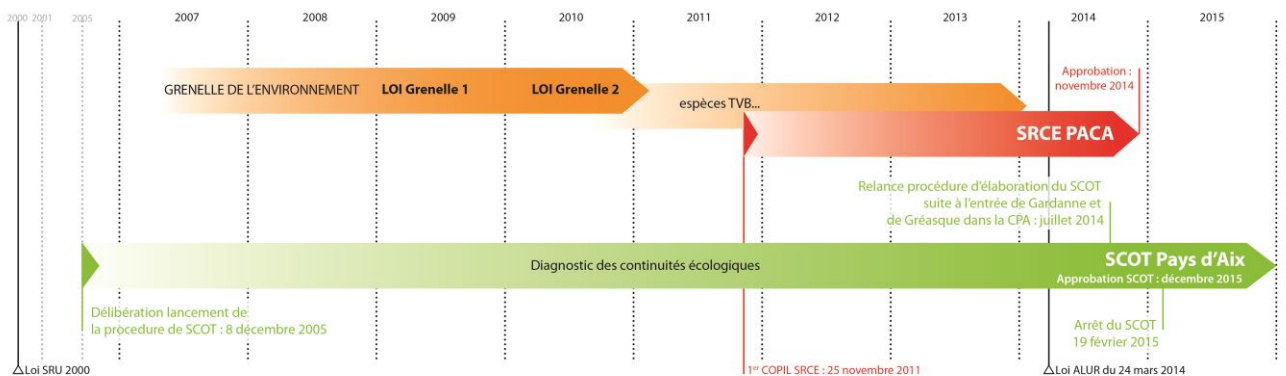 2000 2001 2005 2007 2008 2009 2010 2011 2012 2013 2014 2015
GRENELLE DE L'ENVIRONNEMENT LOI Grenelle 1 LOI Grenelle 2
espèces TVB...
Approbation :
novembre 2014
SRCE PACA
Relance procédure d'élaboration du SCOT
suite à l'entrée de Gardanne et
de Gréasque dans la CPA : juillet 2014
Diagnostic des continuités écologiques
SCOT Pays d'Aix
Approbation SCOT : décembre 2015
Délibération lancement de
la procedure de SCOT : 8 décembre 2005
Arrêt du SCOT
19 février 2015
Loi SRU 2000
1er COPIL SRCE : 25 novembre 2011
Loi ALUR du 24 mars 2014